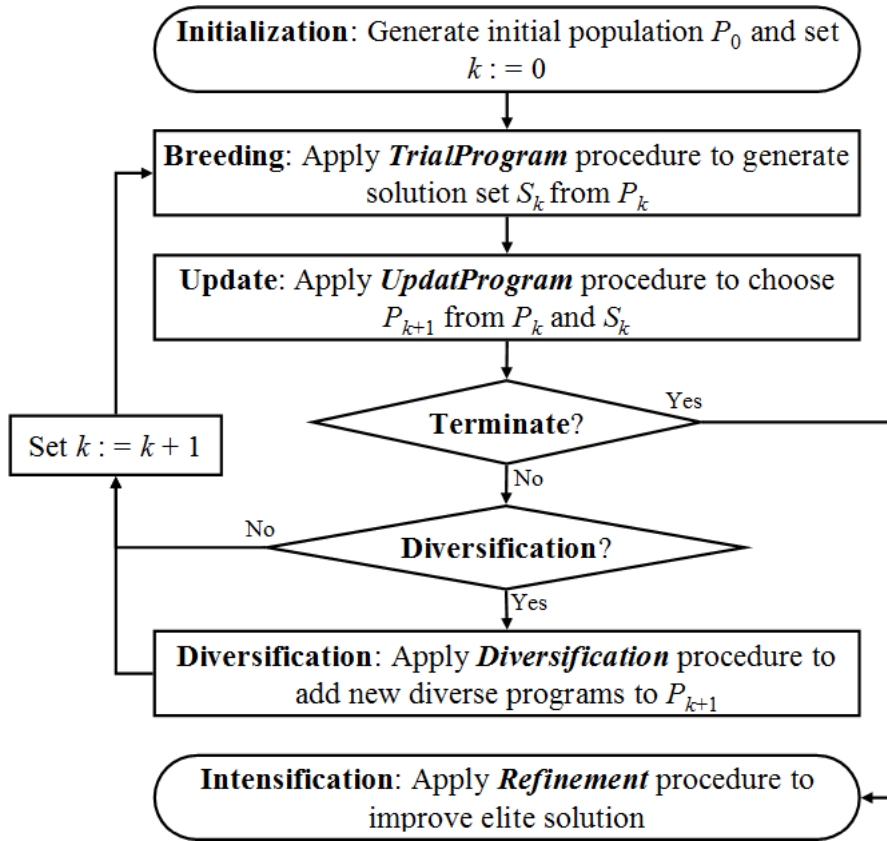 Initialization: Generate initial population P0 and set
k : = 0
Breeding: Apply TrialProgram procedure to generate
solution set Sk from Pk
Update: Apply UpdatProgram procedure to choose
Pk+1 from Pk and Sk
Yes
Terminate?
Set k : = k + 1
No
No
Diversification?
Yes
Diversification: Apply Diversification procedure to
add new diverse programs to Pk+1
Intensification: Apply Refinement procedure to
improve elite solution